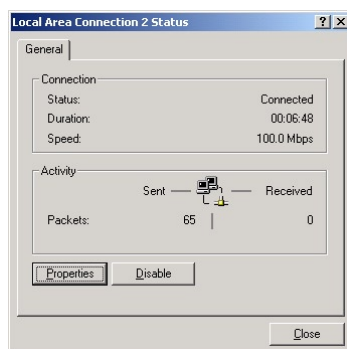 Local Area Connection 2 Status ? X
General
Connection
Status: Connected
Duration: 00:06:48
Speed: 100.0 Mbps
Activity
Sent Received
Packets: 65 0
Properties Disable
Close